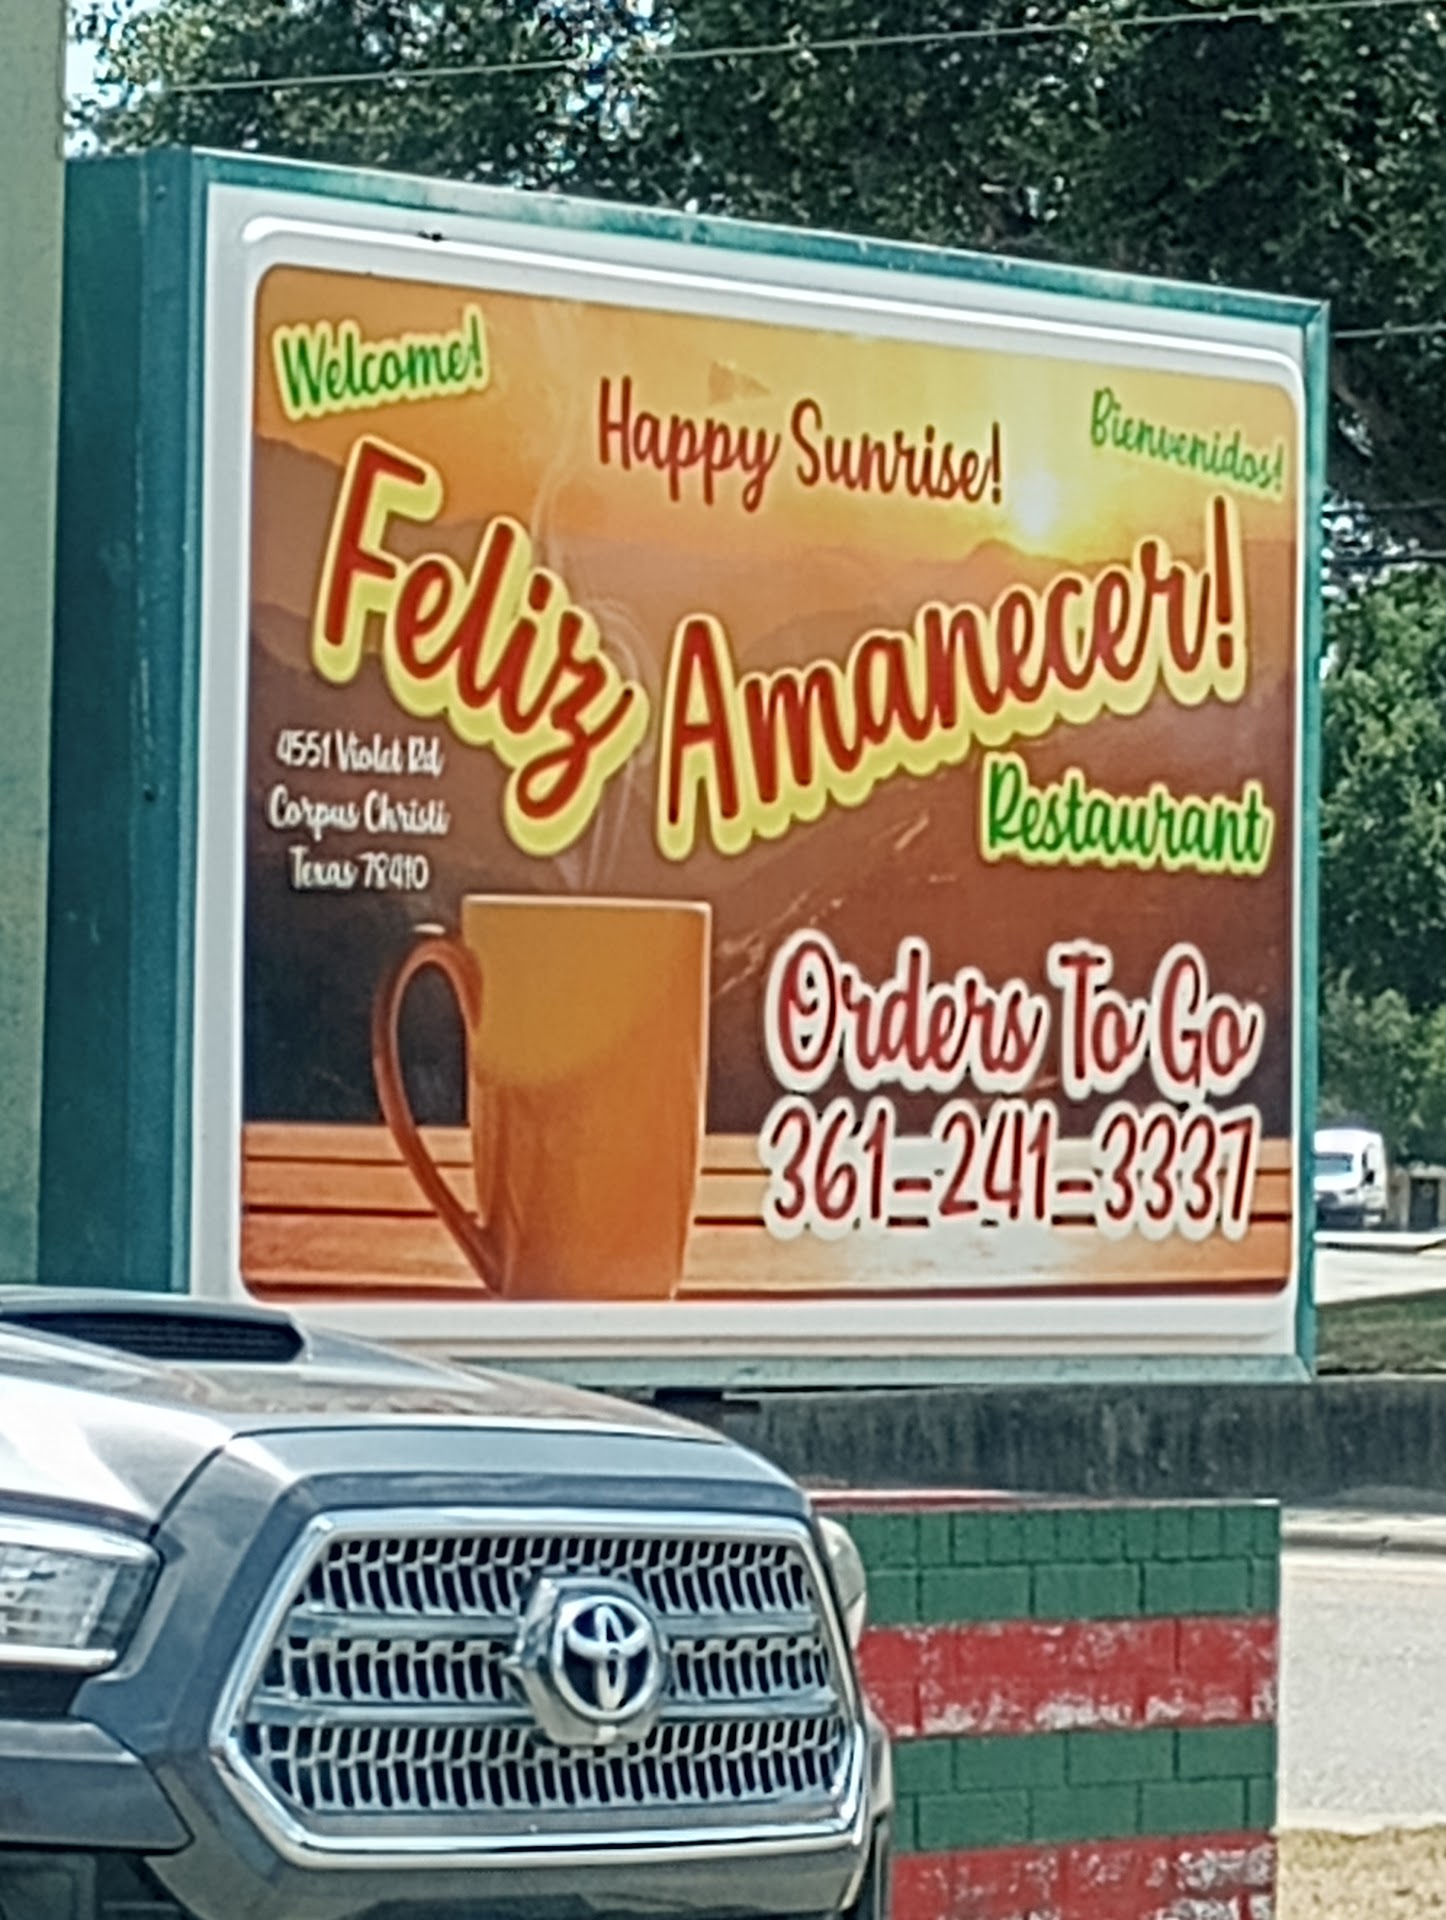 Welcome!
Happy Sunrise!
Bienvenidos!
Feliz Amanecer!
Restaurant
4551 Violet Rd
Corpus Christi
Texas 78410
Orders To Go
361-241-3337